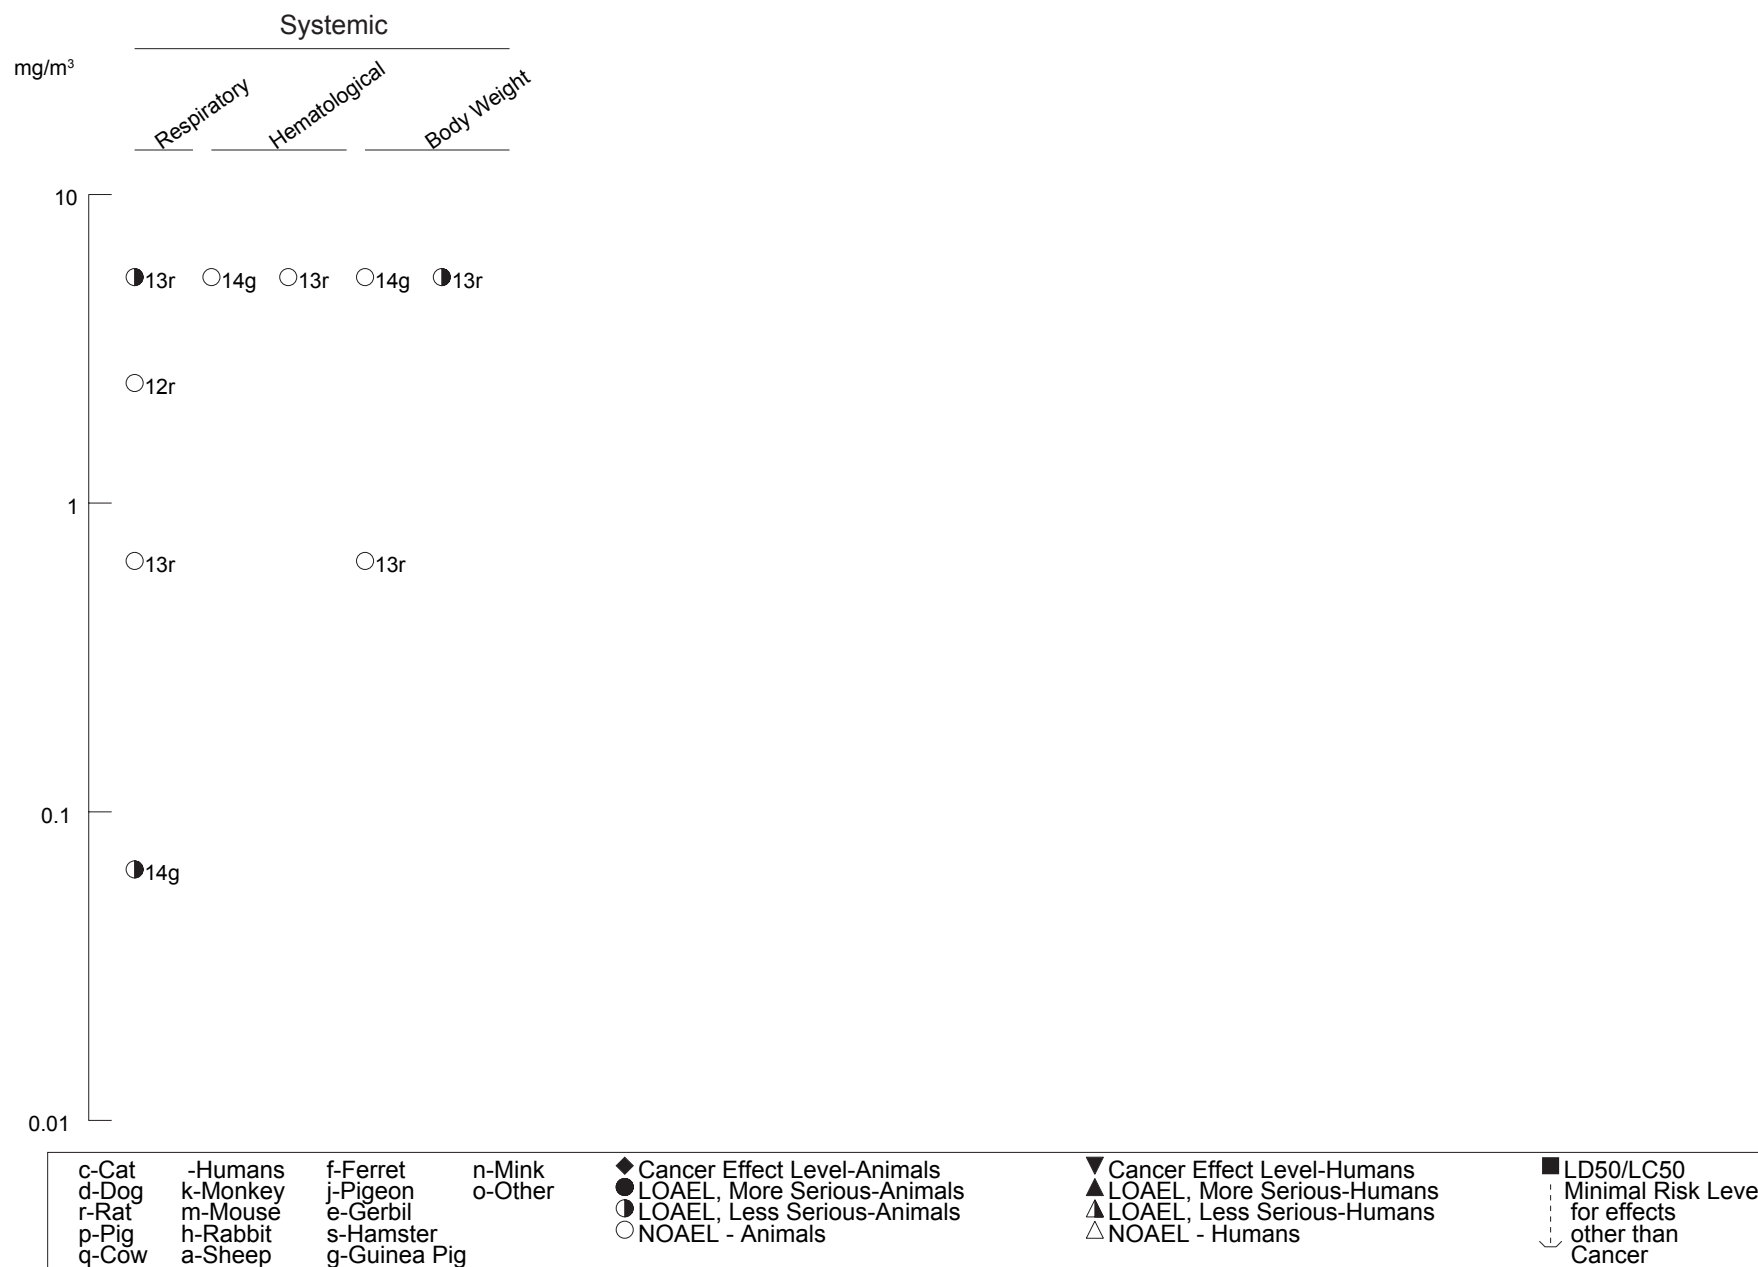 Systemic
mg/m³
Respiratory Hematological Body Weight
10
13r 14g 13r 14g 13r
12r
1
13r 13r
0.1
14g
0.01
c-Cat -Humans f-Ferret n-Mink Cancer Effect Level-Animals Cancer Effect Level-Humans LD50/LC50
d-Dog k-Monkey j-Pigeon o-Other LOAEL, More Serious-Animals LOAEL, More Serious-Humans Minimal Risk Leve
r-Rat m-Mouse e-Gerbil LOAEL, Less Serious-Animals LOAEL, Less Serious-Humans for effects
p-Pig h-Rabbit s-Hamster NOAEL - Animals NOAEL - Humans other than
q-Cow a-Sheep g-Guinea Pig Cancer